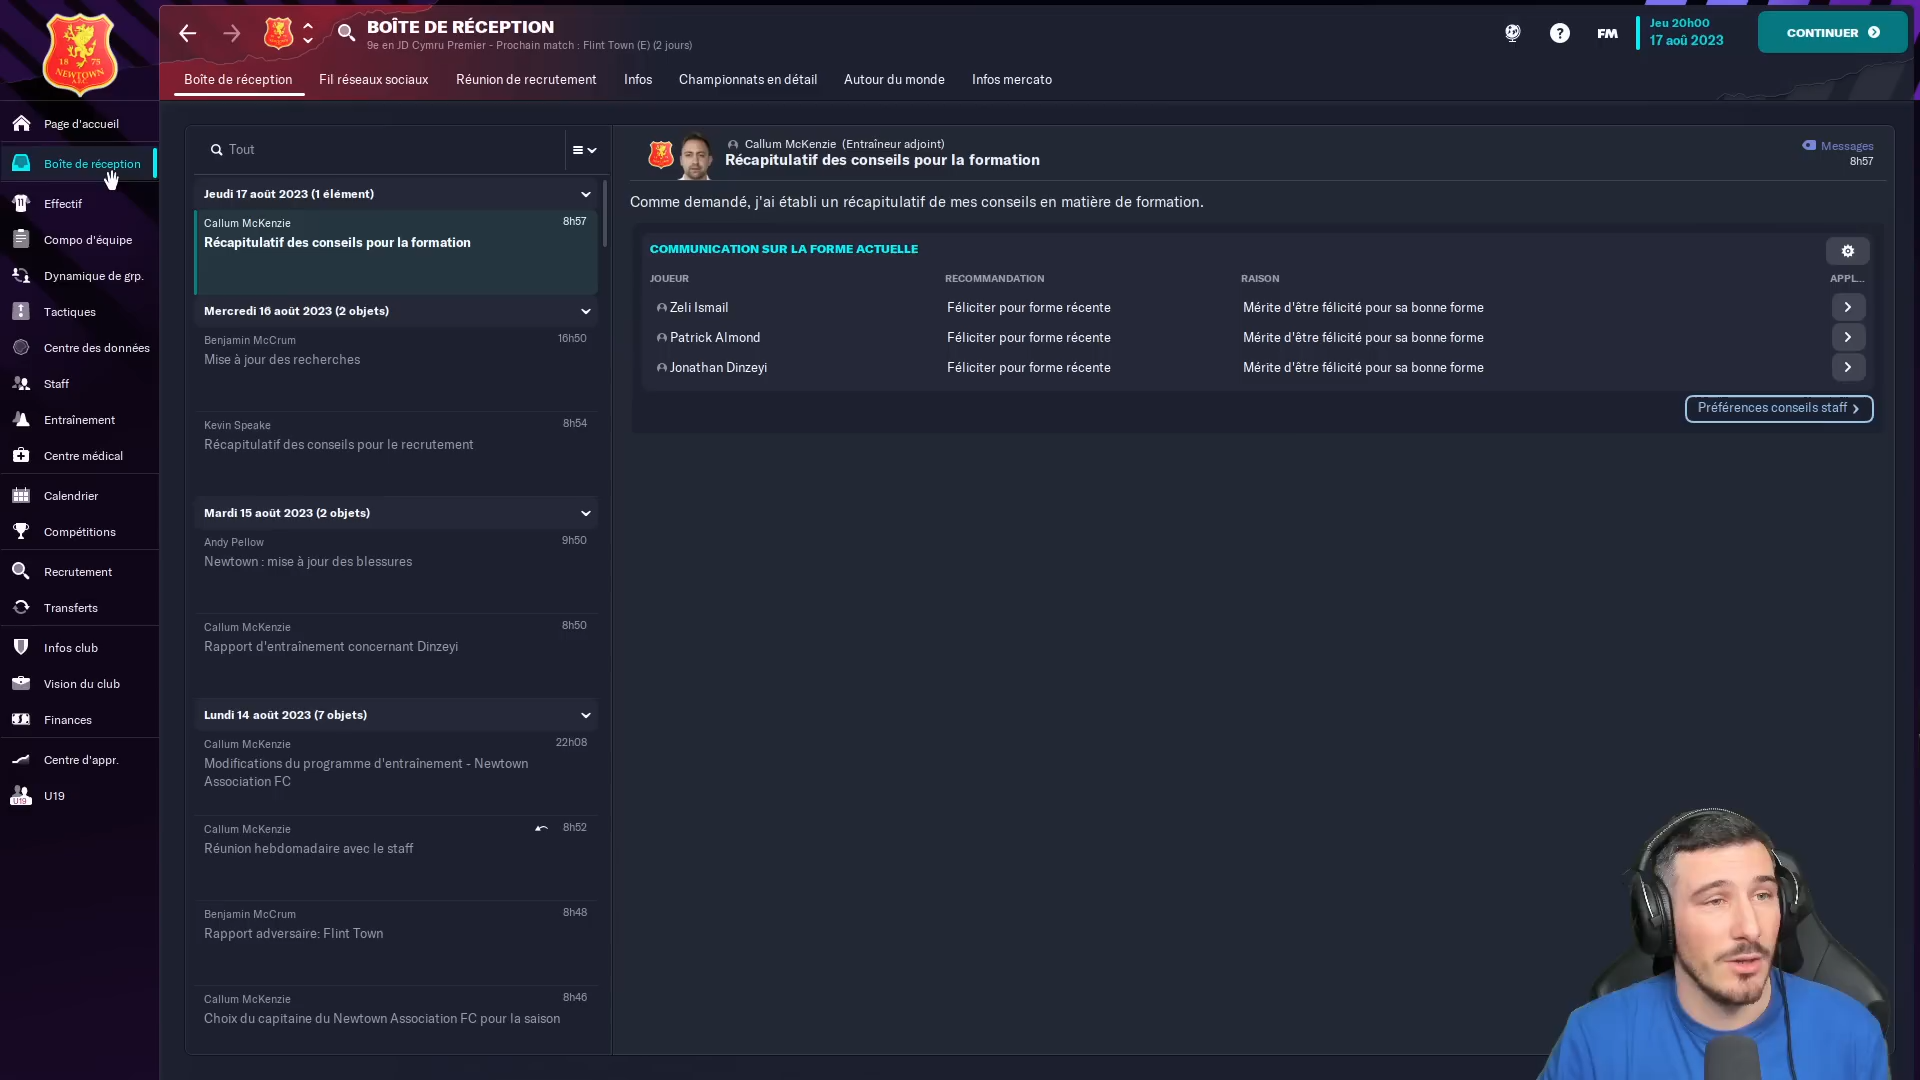 BOÎTE DE RÉCEPTION
9e en JD Cymru Premier - Prochain match : Flint Town (E) (2 jours)
FM
Jeu 20h00
17 aoû 2023
CONTINUER
1875
NEWTOWN
Boîte de réception
Fil réseaux sociaux
Réunion de recrutement
Infos
Championnats en détail
Autour du monde
Infos mercato
Page d'accueil
Boîte de réception
Effectif
Compo d'équipe
Dynamique de grp.
Tactiques
Centre des données
Staff
Entraînement
Centre médical
Calendrier
Compétitions
Recrutement
Transferts
Infos club
Vision du club
Finances
Centre d'appr.
U19
Tout
Jeudi 17 août 2023 (1 élément)
Callum McKenzie 8h57
Récapitulatif des conseils pour la formation
Mercredi 16 août 2023 (2 objets)
Benjamin McCrum 16h50
Mise à jour des recherches
Kevin Speake 8h54
Récapitulatif des conseils pour le recrutement
Mardi 15 août 2023 (2 objets)
Andy Pellow 9h50
Newtown : mise à jour des blessures
Callum McKenzie 8h50
Rapport d'entraînement concernant Dinzeyi
Lundi 14 août 2023 (7 objets)
Callum McKenzie 22h08
Modifications du programme d'entraînement - Newtown
Association FC
Callum McKenzie 8h52
Réunion hebdomadaire avec le staff
Benjamin McCrum 8h48
Rapport adversaire: Flint Town
Callum McKenzie 8h46
Choix du capitaine du Newtown Association FC pour la saison
Callum McKenzie (Entraîneur adjoint)
Récapitulatif des conseils pour la formation
Messages
8h57
Comme demandé, j'ai établi un récapitulatif de mes conseils en matière de formation.
COMMUNICATION SUR LA FORME ACTUELLE
JOUEUR RECOMMANDATION RAISON APPL...
Zeli Ismail Féliciter pour forme récente Mérite d'être félicité pour sa bonne forme
Patrick Almond Féliciter pour forme récente Mérite d'être félicité pour sa bonne forme
Jonathan Dinzeyi Féliciter pour forme récente Mérite d'être félicité pour sa bonne forme
Préférences conseils staff